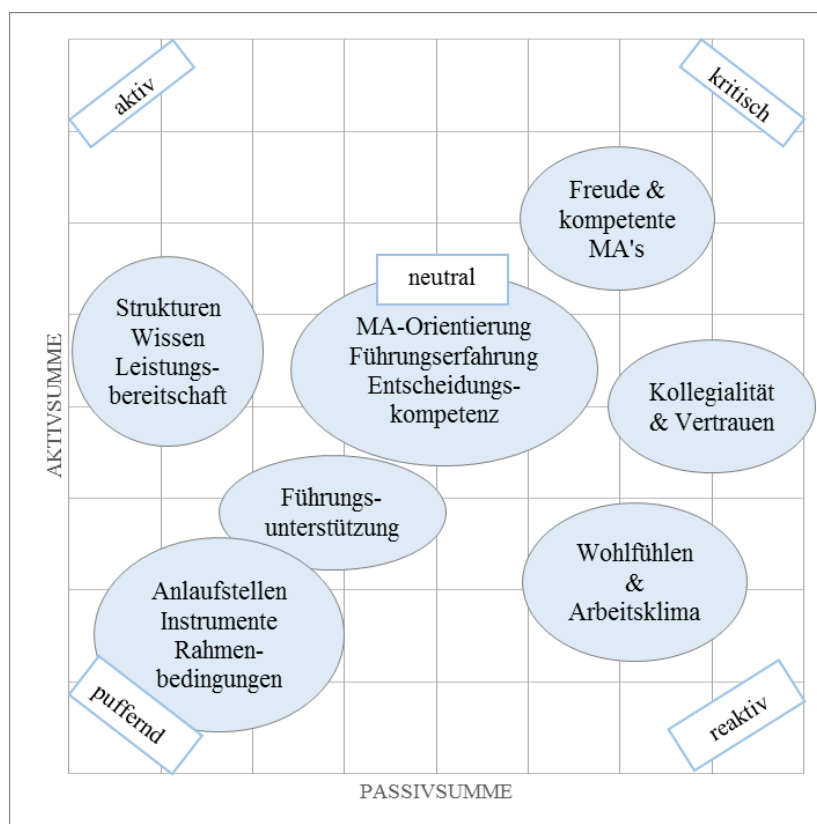 aktiv
kritisch
Freude &
kompetente
MA's
neutral
Strukturen
Wissen
Leistungs-
bereitschaft
MA-Orientierung
Führungserfahrung
Entscheidungs-
kompetenz
Kollegialität
& Vertrauen
AKTIVSUMME
Führungs-
unterstützung
Wohlfühlen
&
Arbeitsklima
Anlaufstellen
Instrumente
Rahmen-
bedingungen
puffernd
reaktiv
PASSIVSUMME